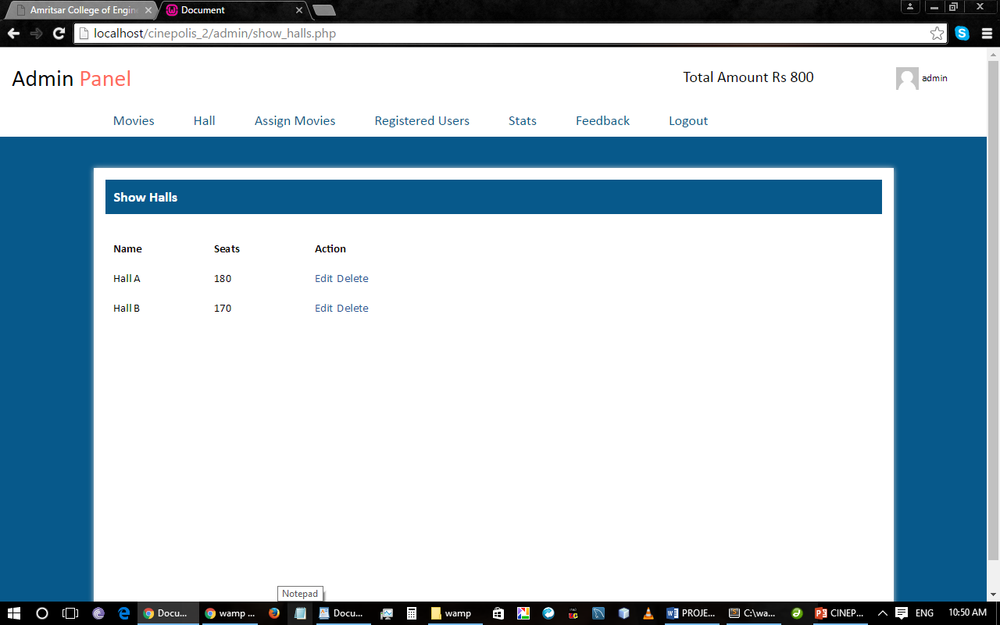 Amritsar College of Engin
Document
localhost/cinepolis_2/admin/show_halls.php
Admin Panel
Total Amount Rs 800
admin
Movies Hall Assign Movies Registered Users Stats Feedback Logout
Show Halls
Name Seats Action
Hall A 180 Edit Delete
Hall B 170 Edit Delete
Notepad
Docu... wamp ... Docu... wamp PROJE... C:\wa... CINEP... ENG 10:50 AM